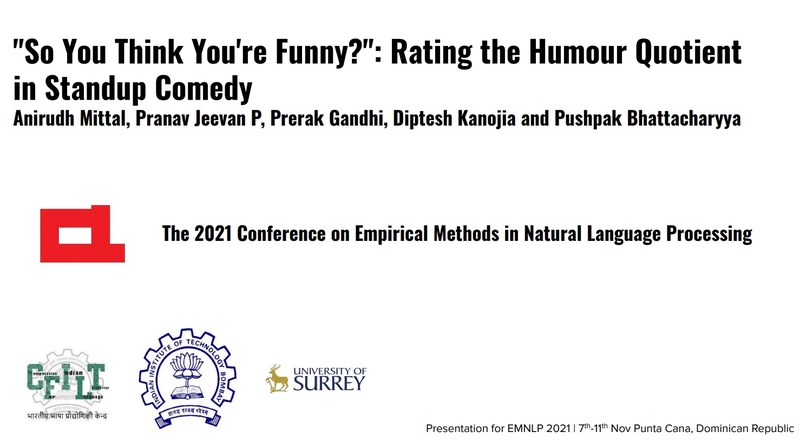 "So You Think You're Funny?": Rating the Humour Quotient
in Standup Comedy
Anirudh Mittal, Pranav Jeevan P, Prerak Gandhi, Diptesh Kanojia and Pushpak Bhattacharyya
The 2021 Conference on Empirical Methods in Natural Language Processing
CFILT
भारतीय भाषा प्रौद्योगिकी केन्द्र
INDIAN INSTITUTE OF TECHNOLOGY BOMBAY
UNIVERSITY OF
SURREY
Presentation for EMNLP 2021 | 7th-11th Nov Punta Cana, Dominican Republic